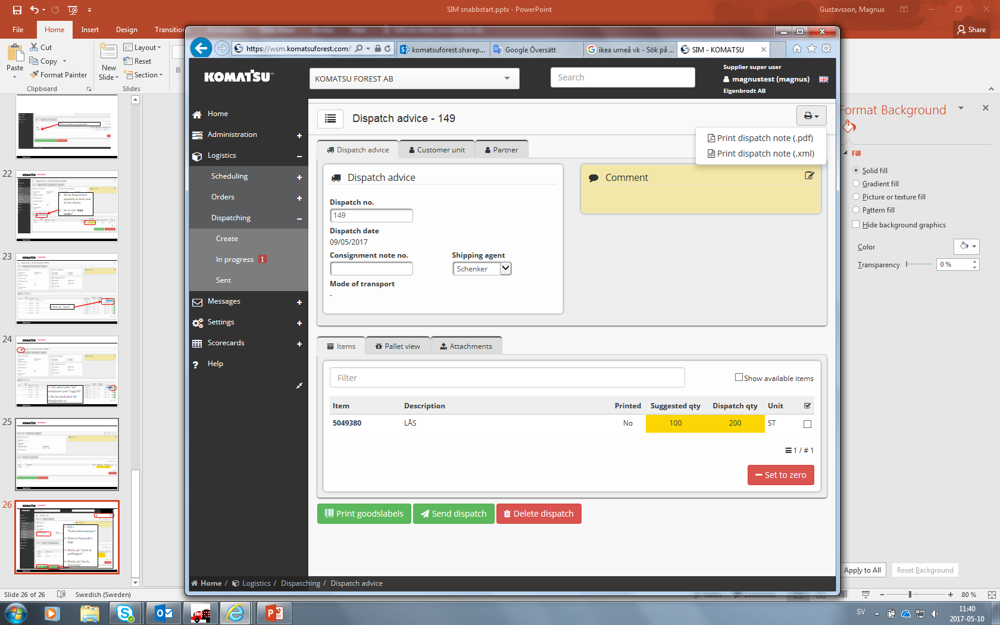 SIM snabbstart.pptx - PowerPoint
Gustavsson, Magnus
File
Home
Insert
Design
Transition
Share
Paste
Cut
Copy
Format Painter
Clipboard
New
Slide
Layout
Reset
Section
Slides
B
https://wsm.komatsuforest.com/
komatsuforest.sharep...
Google Översätt
ikea umeå vk - Sök på ...
SIM - KOMATSU
KOMATSU
KOMATSU FOREST AB
Search
Supplier super user
magnustest (magnus)
Eigenbrodt AB
Home
Administration
Logistics
Scheduling
Orders
Dispatching
Create
In progress 1
Sent
Messages
Settings
Scorecards
Help
Dispatch advice - 149
Print dispatch note (.pdf)
Print dispatch note (.xml)
Dispatch advice
Customer unit
Partner
Dispatch advice
Dispatch no.
149
Dispatch date
09/05/2017
Consignment note no.
Shipping agent
Schenker
Mode of transport
-
Comment
Items
Pallet view
Attachments
Filter
Show available items
Item Description Printed Suggested qty Dispatch qty Unit
5049380 LÅS No 100 200 ST
1 / # 1
Set to zero
Print goodslabels
Send dispatch
Delete dispatch
Home / Logistics / Dispatching / Dispatch advice
Format Background
Fill
Solid fill
Gradient fill
Picture or texture fill
Pattern fill
Hide background graphics
Color
Transparency
0 %
Apply to All
Reset Background
22
KOMATSU
23
KOMATSU
Click on "new".
24
KOMATSU
25
KOMATSU
26
KOMATSU
Slide 26 of 26
Swedish (Sweden)
80 %
SV
11:40
2017-05-10